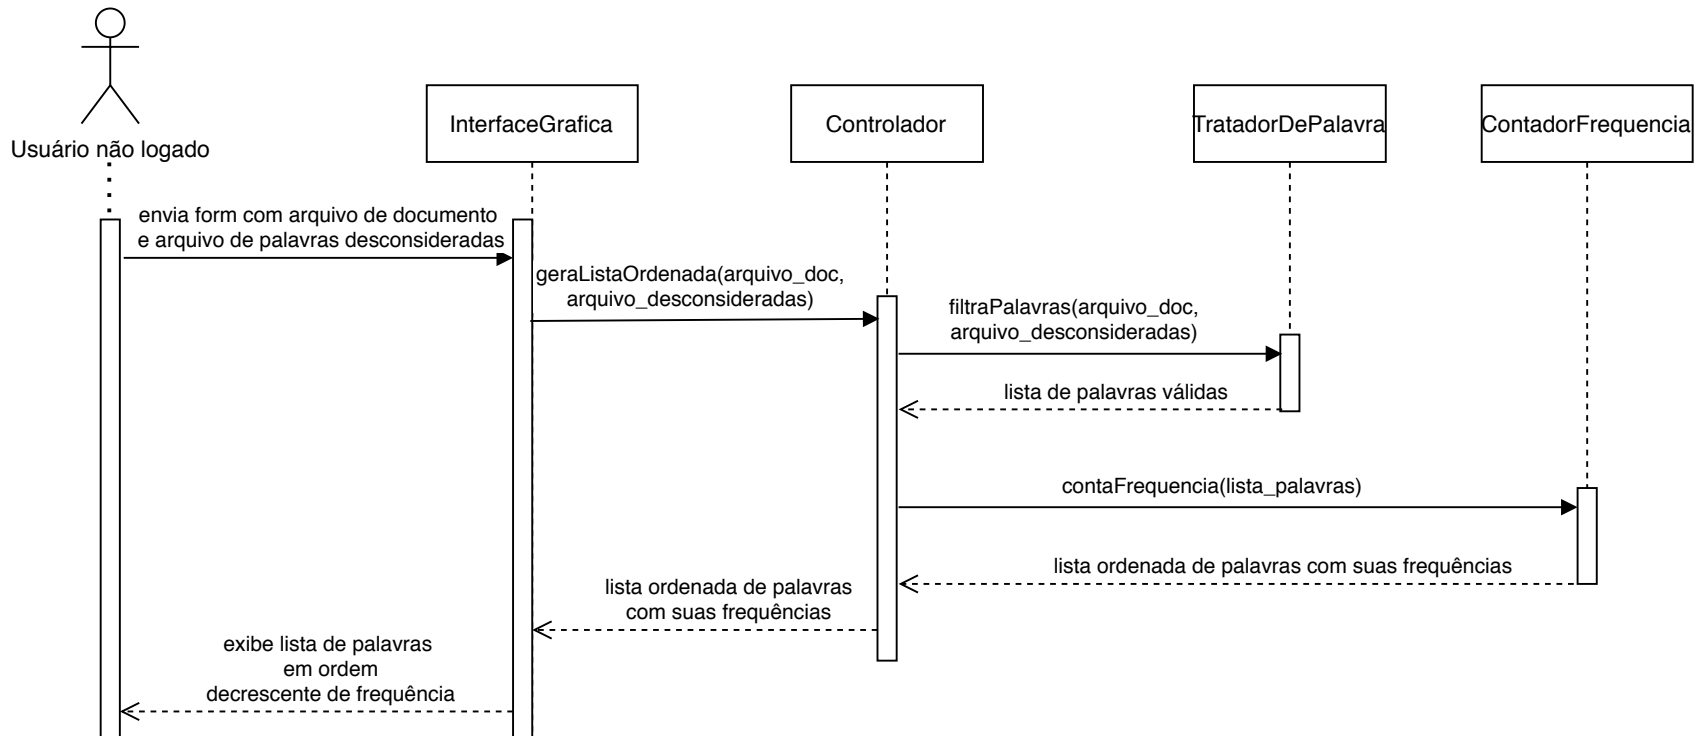 Usuário não logado
InterfaceGrafica
Controlador
TratadorDePalavra
ContadorFrequencia
envia form com arquivo de documento
e arquivo de palavras desconsideradas
geraListaOrdenada(arquivo_doc,
arquivo_desconsideradas)
filtraPalavras(arquivo_doc,
arquivo_desconsideradas)
lista de palavras válidas
contaFrequencia(lista_palavras)
lista ordenada de palavras com suas frequências
lista ordenada de palavras
com suas frequências
exibe lista de palavras
em ordem
decrescente de frequência